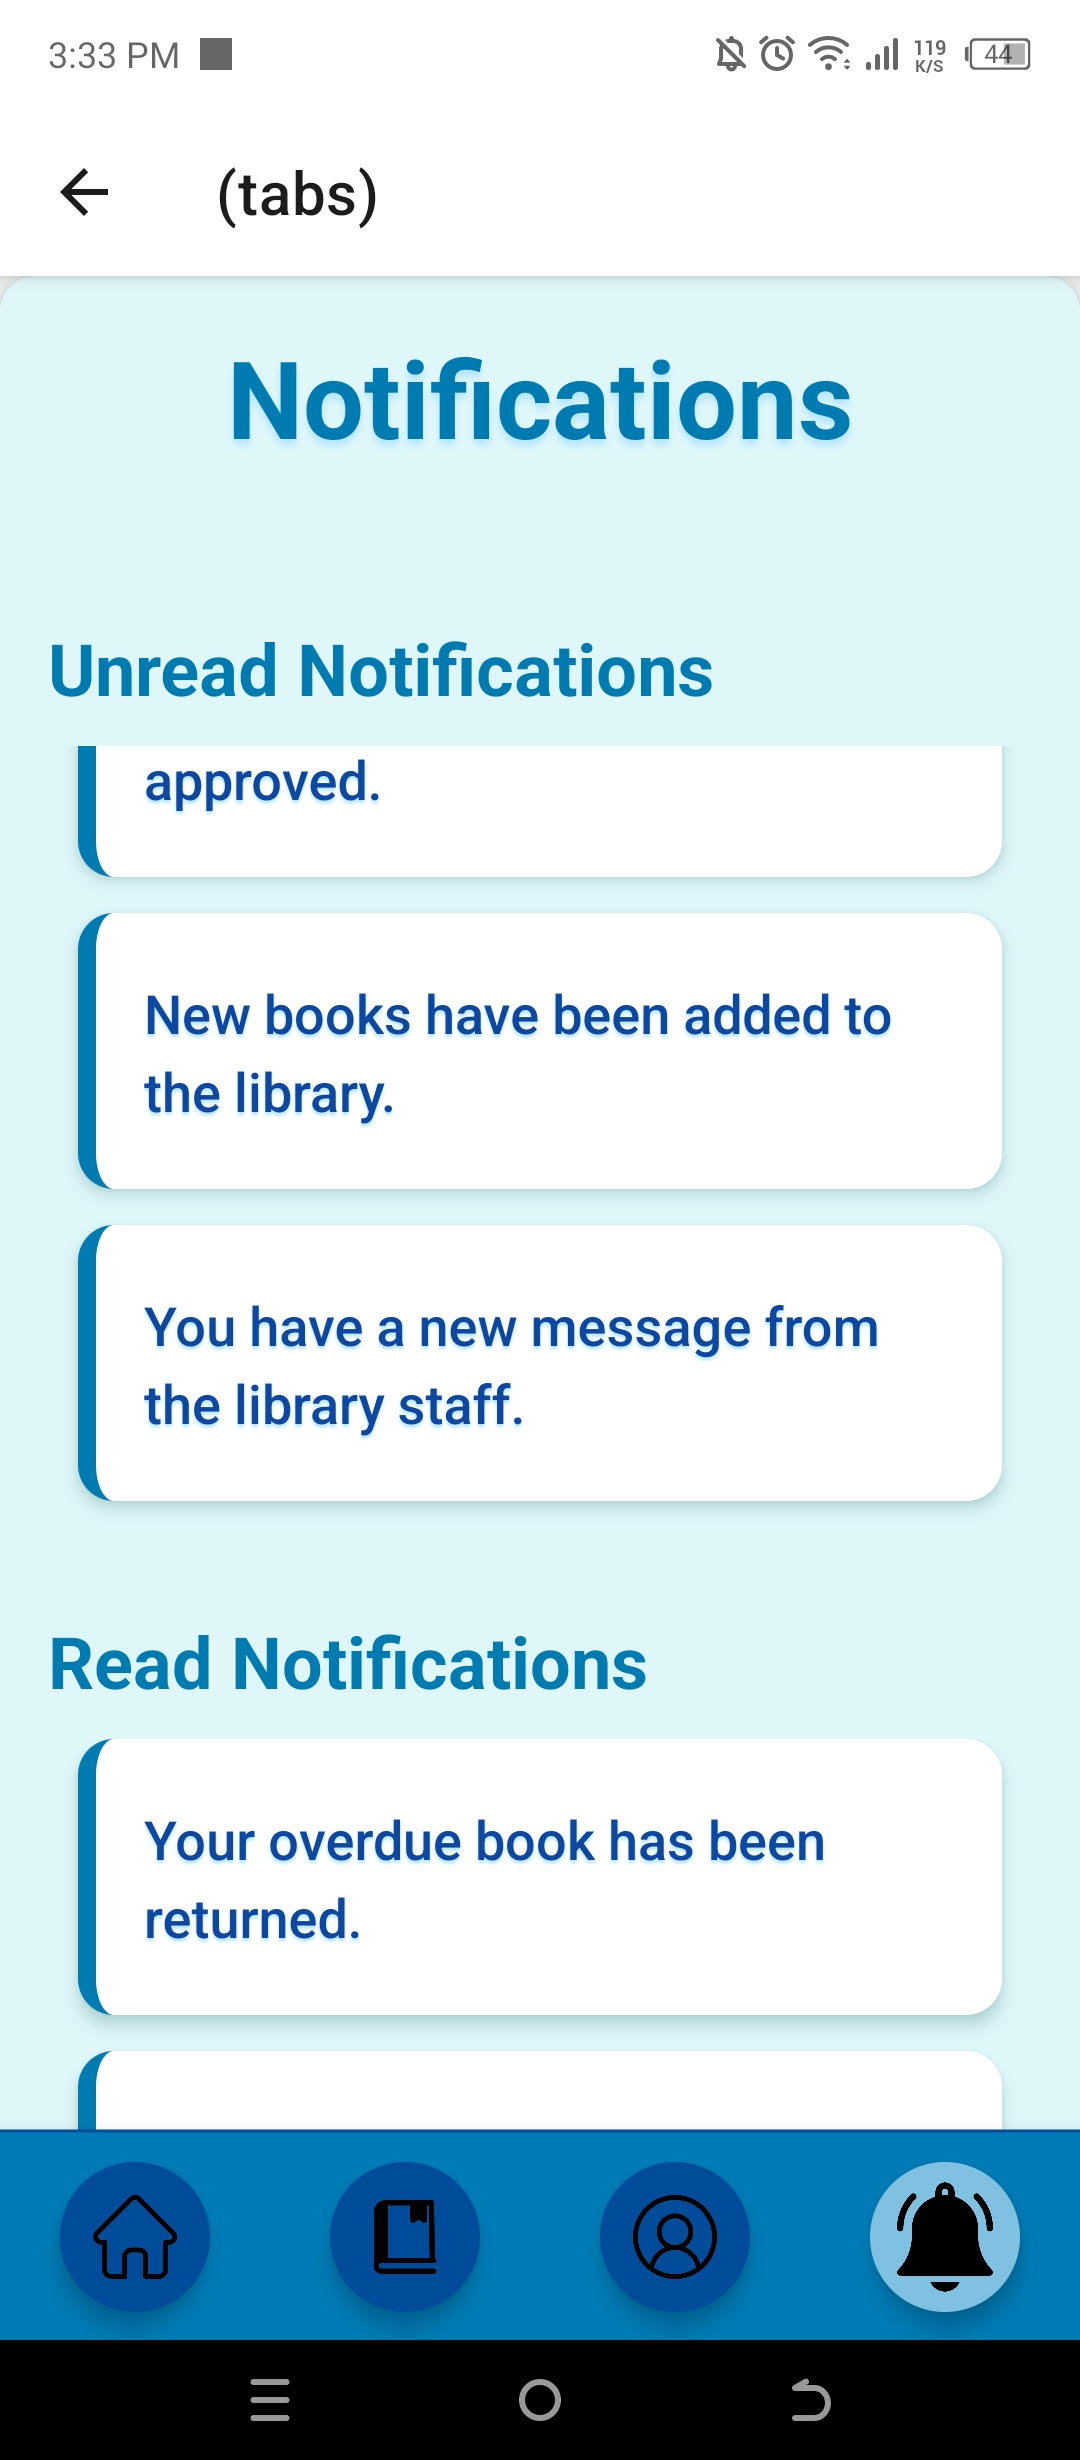 3:33 PM
119
K/S
44
(tabs)
Notifications
Unread Notifications
approved.
New books have been added to
the library.
You have a new message from
the library staff.
Read Notifications
Your overdue book has been
returned.